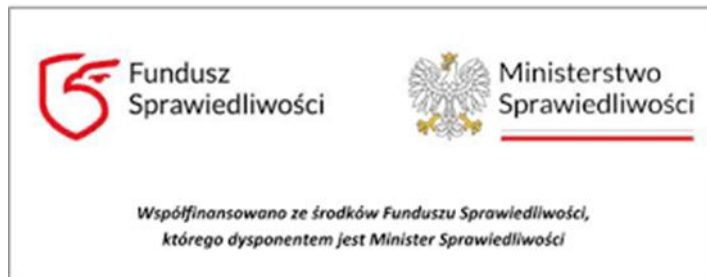 Fundusz
Sprawiedliwości
Ministerstwo
Sprawiedliwości
Współfinansowano ze środków Funduszu Sprawiedliwości,
którego dysponentem jest Minister Sprawiedliwości